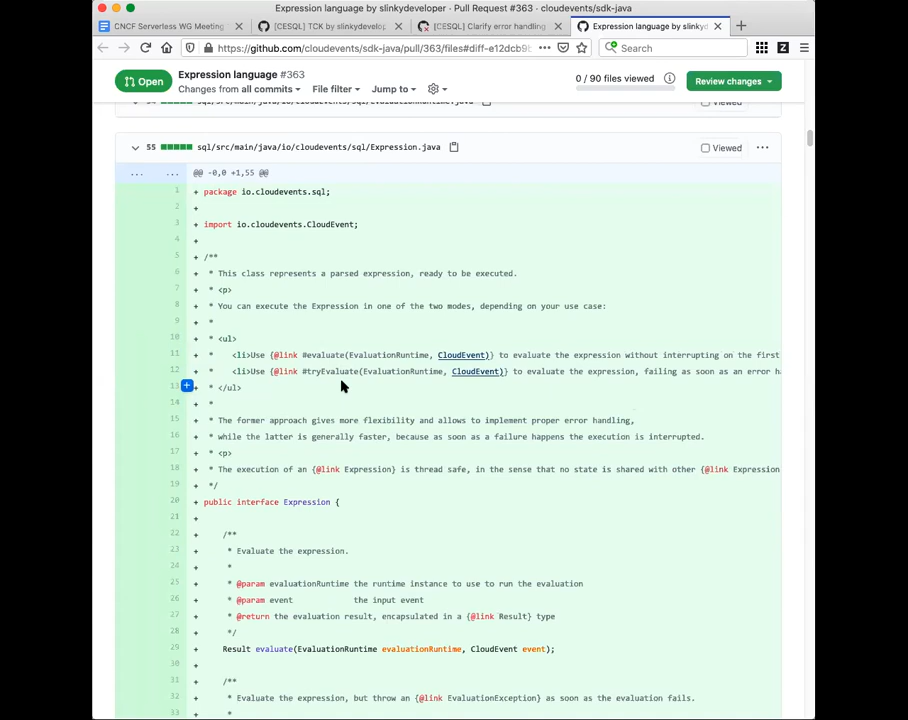 Expression language by slinkydeveloper · Pull Request #363 · cloudevents/sdk-java
CNCF Serverless WG Meeting
[CESQL] TCK by slinkydevelop
[CESQL] Clarify error handling
Expression language by slinkyd
https://github.com/cloudevents/sdk-java/pull/363/files#diff-e12dcb9b
Search
Z
Open
Expression language #363
Changes from all commits
File filter
Jump to
0 / 90 files viewed
Review changes
sql/src/main/java/io/cloudevents/sql/EvaluationRuntime.java
Viewed
55 sql/src/main/java/io/cloudevents/sql/Expression.java
Viewed
... ... @@ -0,0 +1,55 @@
1 + package io.cloudevents.sql;
2 +
3 + import io.cloudevents.CloudEvent;
4 +
5 + /**
6 + * This class represents a parsed expression, ready to be executed.
7 + * <p>
8 + * You can execute the Expression in one of the two modes, depending on your use case:
9 + *
10 + * <ul>
11 + * <li>Use {@link #evaluate(EvaluationRuntime, CloudEvent)} to evaluate the expression without interrupting on the first
12 + * <li>Use {@link #tryEvaluate(EvaluationRuntime, CloudEvent)} to evaluate the expression, failing as soon as an error h
13 + * </ul>
14 + *
15 + * The former approach gives more flexibility and allows to implement proper error handling,
16 + * while the latter is generally faster, because as soon as a failure happens the execution is interrupted.
17 + * <p>
18 + * The execution of an {@link Expression} is thread safe, in the sense that no state is shared with other {@link Expression
19 + */
20 + public interface Expression {
21 +
22 + /**
23 + * Evaluate the expression.
24 + *
25 + * @param evaluationRuntime the runtime instance to use to run the evaluation
26 + * @param event the input event
27 + * @return the evaluation result, encapsulated in a {@link Result} type
28 + */
29 + Result evaluate(EvaluationRuntime evaluationRuntime, CloudEvent event);
30 +
31 + /**
32 + * Evaluate the expression, but throw an {@link EvaluationException} as soon as the evaluation fails.
33 + *